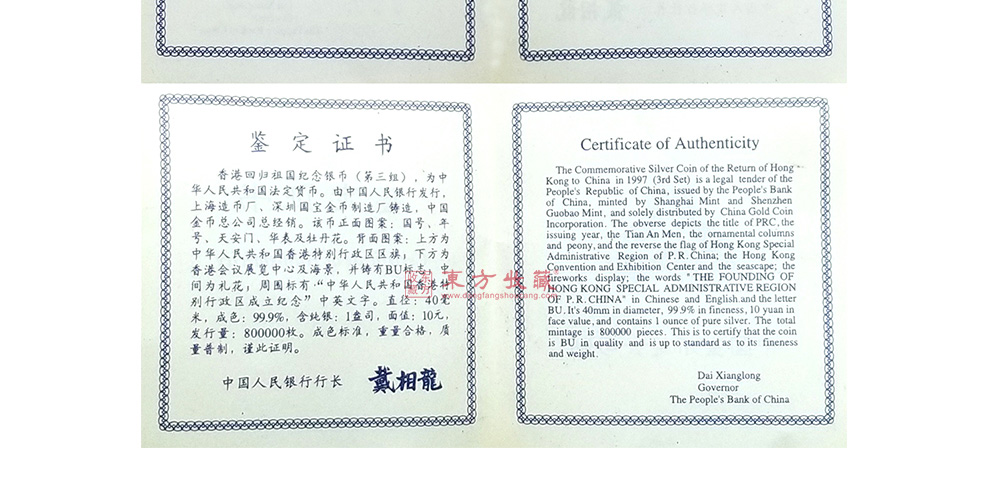 鉴定证书
香港回归祖国纪念银币（第三组），为中
华人民共和国法定货币。由中国人民银行发行，
上海造币厂、深圳国宝金币制造厂铸造，中国
金币总公司总经销。该币正面图案：国号、年
号、天安门、华表及牡丹花。背面图案：上方为
中华人民共和国香港特别行政区区旗；下方为
香港会议展览中心及海景，并铸有BU标志；中
间为礼花；周围标有“中华人民共和国香港特
别行政区成立纪念”中英文字。直径：40毫
米，成色：99.9%，含纯银：1盎司，面值：10元，
发行量：800000枚。成色标准，重量合格，质
量普制，谨此证明。
中国人民银行行长 戴相龍
Certificate of Authenticity
The Commemorative Silver Coin of the Return of Hong
Kong to China in 1997 (3rd Set) is a legal tender of the
People's Republic of China, issued by the People's Bank
of China, minted by Shanghai Mint and Shenzhen
Guobao Mint, and solely distributed by China Gold Coin
Incorporation. The obverse depicts the title of PRC, the
issuing year, the Tian An Men, the ornamental columns
and peony, and the reverse the flag of Hong Kong Special
Administrative Region of P.R. China; the Hong Kong
Convention and Exhibition Center and the seascape; the
fireworks display; the words "THE FOUNDING OF
HONG KONG SPECIAL ADMINISTRATIVE REGION
OF P.R. CHINA" in Chinese and English.and the letter
BU. It's 40mm in diameter, 99.9% in fineness, 10 yuan in
face value, and contains 1 ounce of pure silver. The total
mintage is 800000 pieces. This is to certify that the coin
is BU in quality and is up to standard as to its fineness
and weight.
Dai Xianglong
Governor
The People's Bank of China
東方收藏
www.dongfangshoucang.com